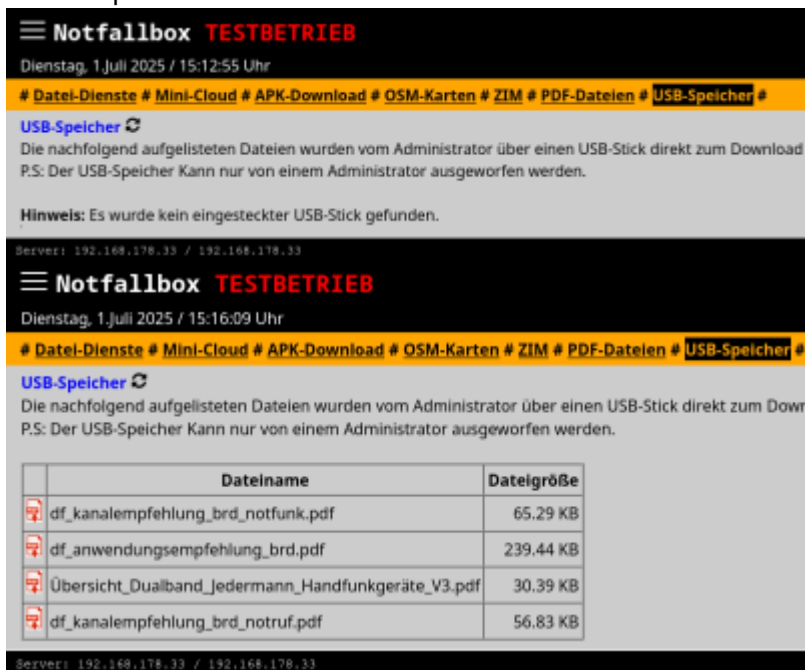 Notfallbox TESTBETRIEB
Dienstag, 1.Juli 2025 / 15:12:55 Uhr
# Datei-Dienste # Mini-Cloud # APK-Download # OSM-Karten # ZIM # PDF-Dateien # USB-Speicher #
USB-Speicher
Die nachfolgend aufgelisteten Dateien wurden vom Administrator über einen USB-Stick direkt zum Download
P.S: Der USB-Speicher Kann nur von einem Administrator ausgeworfen werden.
Hinweis: Es wurde kein eingesteckter USB-Stick gefunden.
Server: 192.168.178.33 / 192.168.178.33
Notfallbox TESTBETRIEB
Dienstag, 1.Juli 2025 / 15:16:09 Uhr
# Datei-Dienste # Mini-Cloud # APK-Download # OSM-Karten # ZIM # PDF-Dateien # USB-Speicher #
USB-Speicher
Die nachfolgend aufgelisteten Dateien wurden vom Administrator über einen USB-Stick direkt zum
P.S: Der USB-Speicher Kann nur von einem Administrator ausgeworfen werden.
Dateiname Dateigröße
df_kanalempfehlung_brd_notfunk.pdf 65.29 KB
df_anwendungsempfehlung_brd.pdf 239.44 KB
Übersicht_Dualband_Jedermann_Handfunkgeräte_V3.pdf 30.39 KB
df_kanalempfehlung_brd_notruf.pdf 56.83 KB
Server: 192.168.178.33 / 192.168.178.33